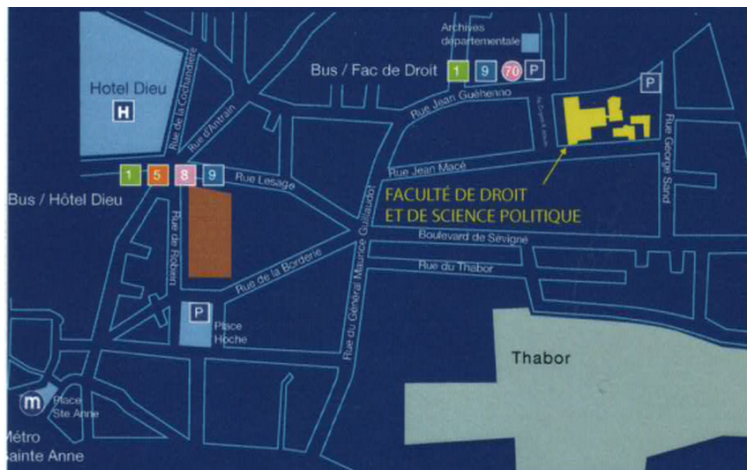 Archives
départementale
Bus / Fac de Droit
1
9
70
P
P
Hotel Dieu
H
Rue de la Cochardière
Rue d'Antrain
Rue Jean Guéhenno
Rue George Sand
1
5
8
9
Bus / Hôtel Dieu
Rue Lesage
Rue Jean Macé
FACULTÉ DE DROIT
ET DE SCIENCE POLITIQUE
Rue de Robien
Rue de la Borderie
Rue du Général Maurice Guillaudot
Boulevard de Sévigné
Rue du Thabor
P
Place
Hoche
Thabor
m
Place
Ste Anne
Métro
Sainte Anne